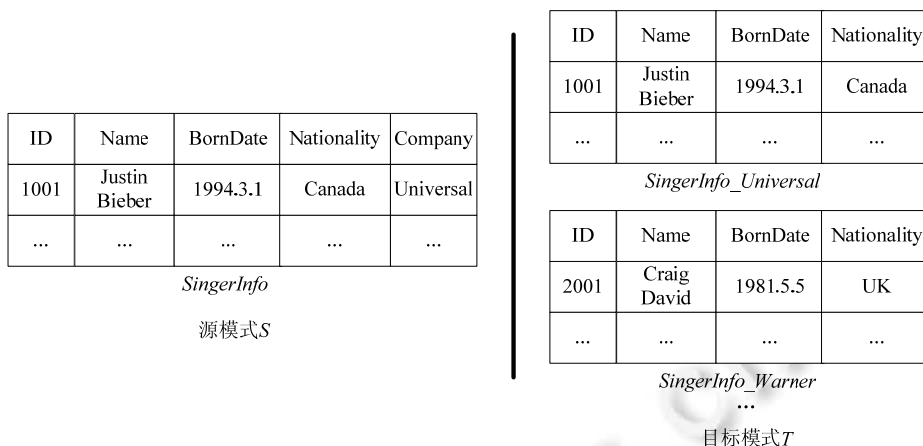 ID Name BornDate Nationality Company
1001 Justin Bieber 1994.3.1 Canada Universal
... ... ... ... ...
SingerInfo
源模式S
ID Name BornDate Nationality
1001 Justin Bieber 1994.3.1 Canada
... ... ... ...
SingerInfo_Universal
ID Name BornDate Nationality
2001 Craig David 1981.5.5 UK
... ... ... ...
SingerInfo_Warner
...
目标模式T